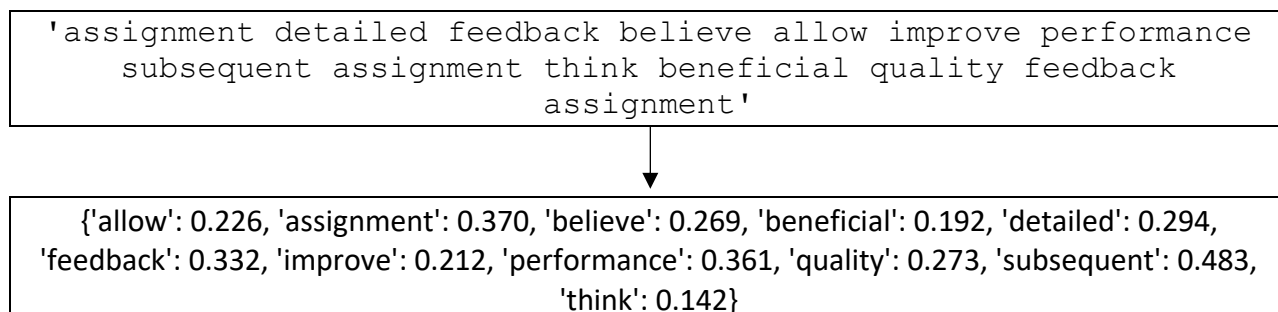 'assignment detailed feedback believe allow improve performance
subsequent assignment think beneficial quality feedback
assignment'
{'allow': 0.226, 'assignment': 0.370, 'believe': 0.269, 'beneficial': 0.192, 'detailed': 0.294,
'feedback': 0.332, 'improve': 0.212, 'performance': 0.361, 'quality': 0.273, 'subsequent': 0.483,
'think': 0.142}